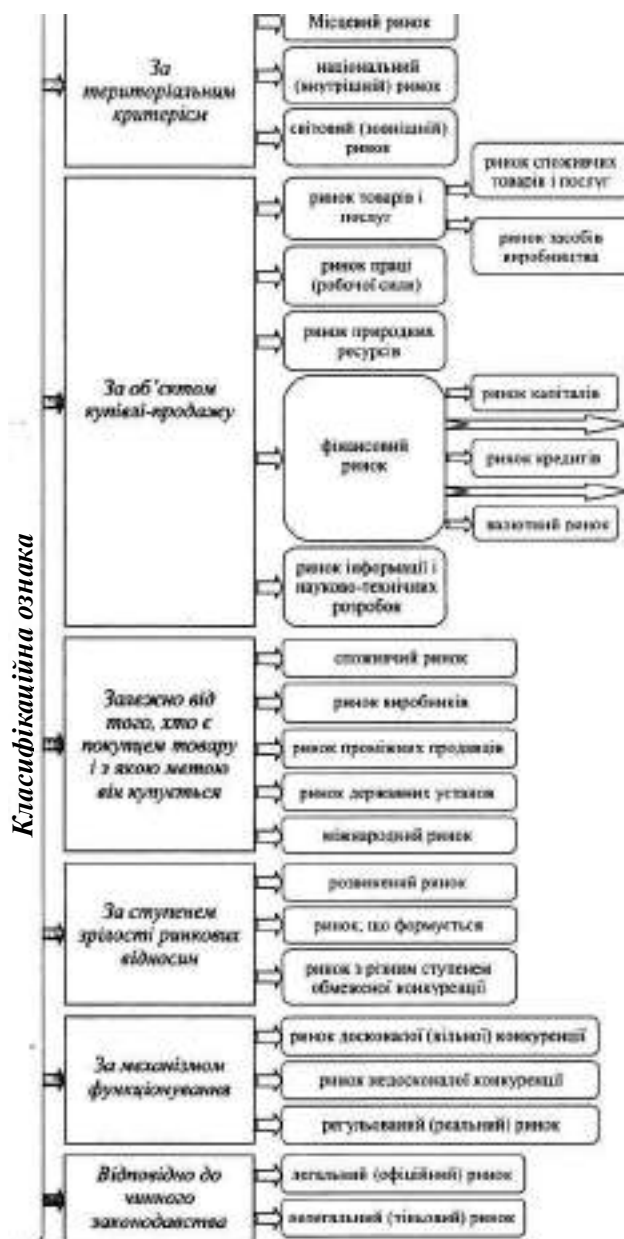 Класифікаційна ознака
За
територіальним
критерієм
Місцевий ринок
національний
(внутрішній) ринок
світовий (зовнішній)
ринок
За об’єктом
купівлі-продажу
ринок товарів і
послуг
ринок споживчих
товарів і послуг
ринок засобів
виробництва
ринок праці
(робочої сили)
ринок природних
ресурсів
фінансовий
ринок
ринок капіталів
ринок кредитів
валютний ринок
ринок інформації і
науково-технічних
розробок
Залежно від
того, хто є
покупцем товару
і з якою метою
він купується
споживчий ринок
ринок виробників
ринок проміжних продавців
ринок державних установ
міжнародний ринок
За ступенем
зрілості ринкових
відносин
розвинений ринок
ринок, що формується
ринок з різним ступенем
обмеженої конкуренції
За механізмом
функціонування
ринок досконалої (вільної) конкуренції
ринок недосконалої конкуренції
регульований (реальний) ринок
Відповідно до
чинного
законодавства
легальний (офіційний) ринок
нелегальний (тіньовий) ринок